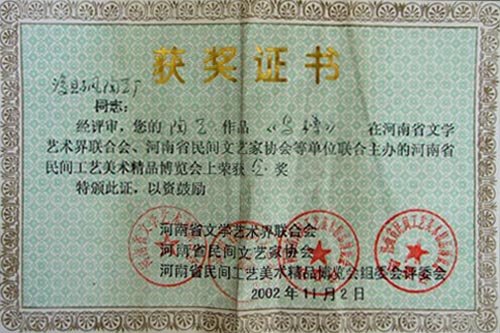 获奖证书
同志：
经评审，您的陶艺作品《》在河南省文学
艺术界联合会、河南省民间文艺家协会等单位联合主办的河南省
民间工艺美术精品博览会上荣获金奖
特颁此证，以资鼓励
河南省文学艺术界联合会
河南省民间文艺家协会
河南省民间工艺美术精品博览会组委会评委会
2002年11月2日